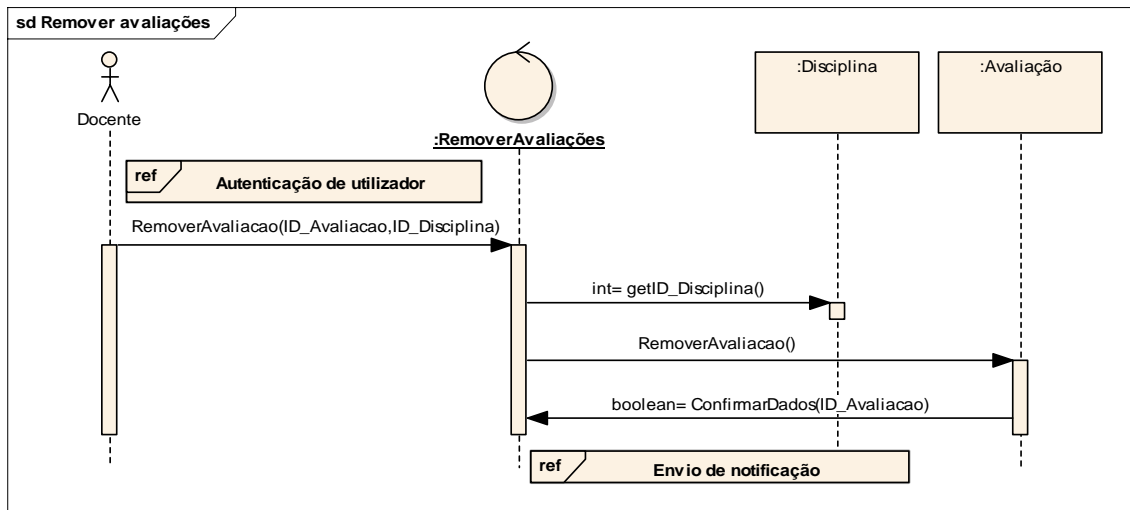 sd Remover avaliações
:Disciplina
:Avaliação
Docente
:RemoverAvaliações
ref
Autenticação de utilizador
RemoverAvaliacao(ID_Avaliacao,ID_Disciplina)
int= getID_Disciplina()
RemoverAvaliacao()
boolean= ConfirmarDados(ID_Avaliacao)
ref
Envio de notificação